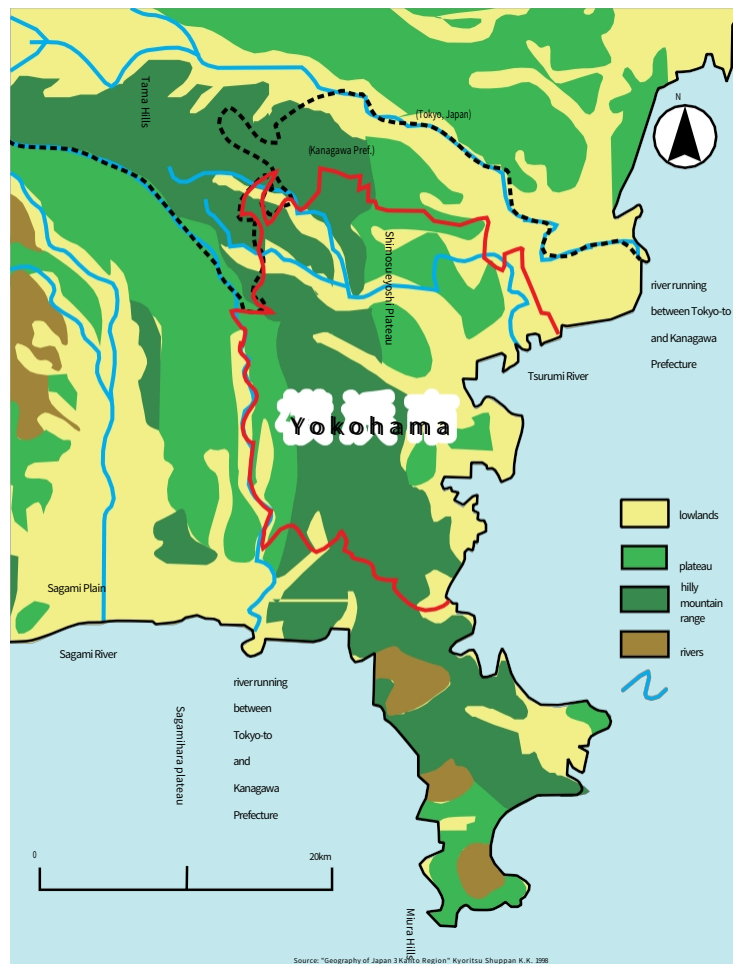 N
Tama Hills
(Tokyo, Japan)
(Kanagawa Pref.)
Shimosueyoshi Plateau
river running
between Tokyo-to
and Kanagawa
Prefecture
Tsurumi River
Yokohama
lowlands
plateau
hilly
mountain
range
rivers
Sagami Plain
Sagami River
Sagamihara plateau
river running
between
Tokyo-to
and
Kanagawa
Prefecture
0
20km
Miura Hills
Source: "Geography of Japan 3 Kanto Region" Kyoritsu Shuppan K.K. 1998